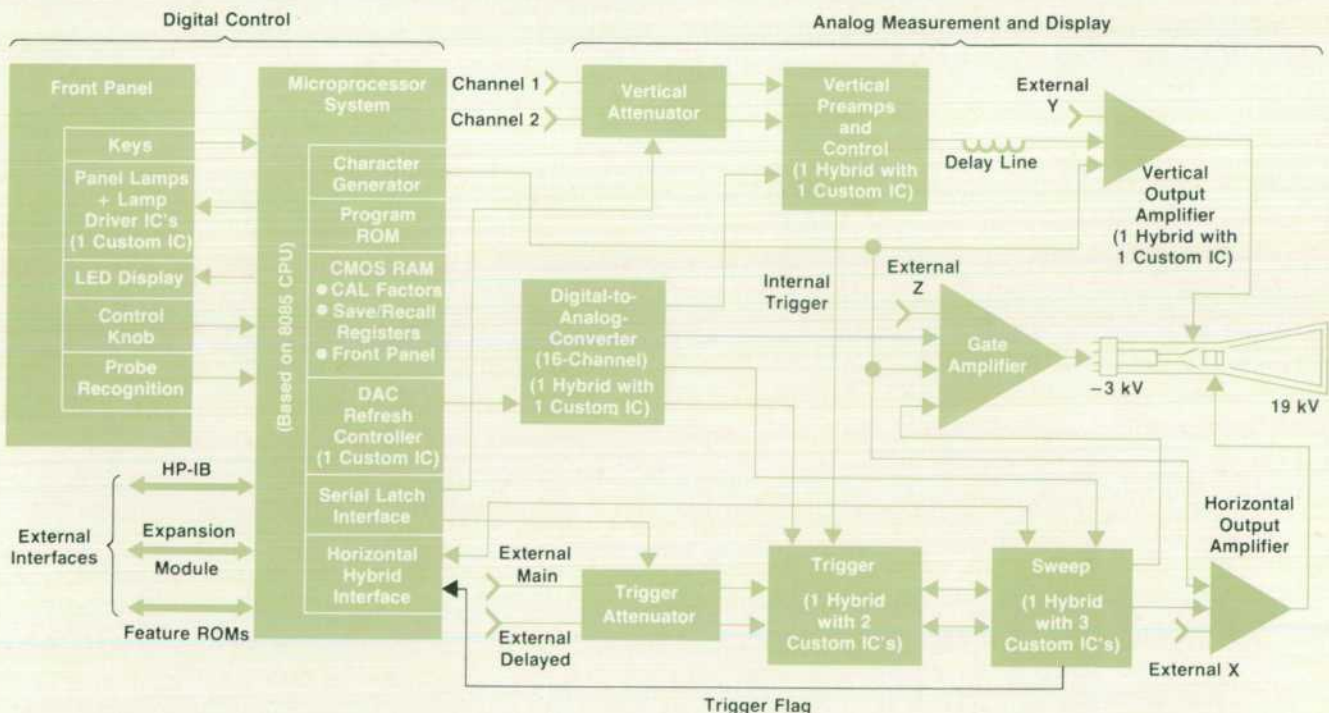 Digital Control
Analog Measurement and Display
Front Panel
Keys
Panel Lamps
+ Lamp
Driver IC's
(1 Custom IC)
LED Display
Control
Knob
Probe
Recognition
Microprocessor
System
(Based on 8085 CPU)
Character
Generator
Program
ROM
CMOS RAM
● CAL Factors
● Save/Recall
Registers
● Front Panel
DAC
Refresh
Controller
(1 Custom IC)
Serial Latch
Interface
Horizontal
Hybrid
Interface
External
Interfaces
HP-IB
Expansion
Module
Feature ROMs
Channel 1
Channel 2
Vertical
Attenuator
Vertical
Preamps
and
Control
(1 Hybrid with
1 Custom IC)
Delay Line
External
Y
Vertical
Output
Amplifier
(1 Hybrid with
1 Custom IC)
Internal
Trigger
External
Z
Digital-to-
Analog-
Converter
(16-Channel)
(1 Hybrid with
1 Custom IC)
Gate
Amplifier
−3 kV
19 kV
External
Main
External
Delayed
Trigger
Attenuator
Trigger
(1 Hybrid
with 2
Custom IC's)
Sweep
(1 Hybrid
with 3
Custom IC's)
Horizontal
Output
Amplifier
External X
Trigger Flag